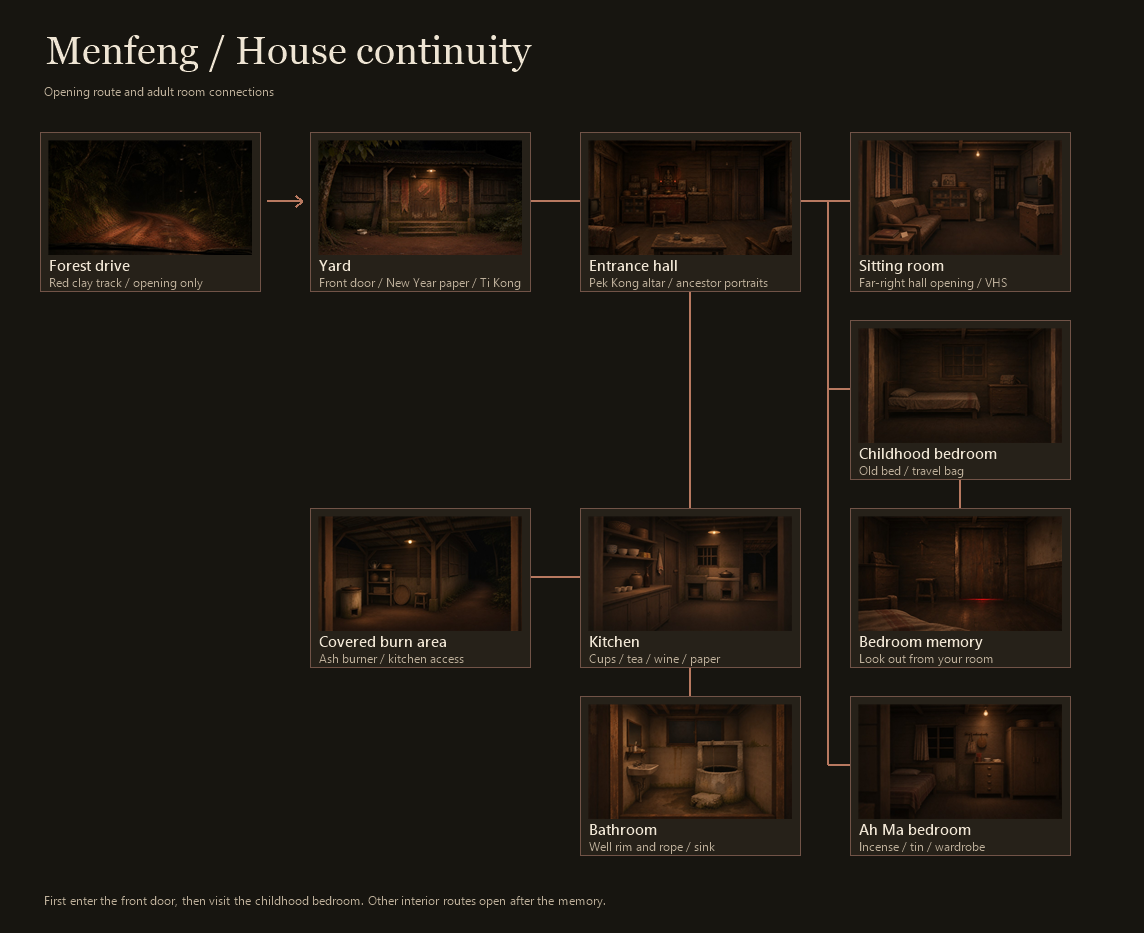 Menfeng / House continuity
Opening route and adult room connections
Forest drive
Red clay track / opening only
Yard
Front door / New Year paper / Ti Kong
Entrance hall
Pek Kong altar / ancestor portraits
Sitting room
Far-right hall opening / VHS
Childhood bedroom
Old bed / travel bag
Covered burn area
Ash burner / kitchen access
Kitchen
Cups / tea / wine / paper
Bedroom memory
Look out from your room
Bathroom
Well rim and rope / sink
Ah Ma bedroom
Incense / tin / wardrobe
First enter the front door, then visit the childhood bedroom. Other interior routes open after the memory.